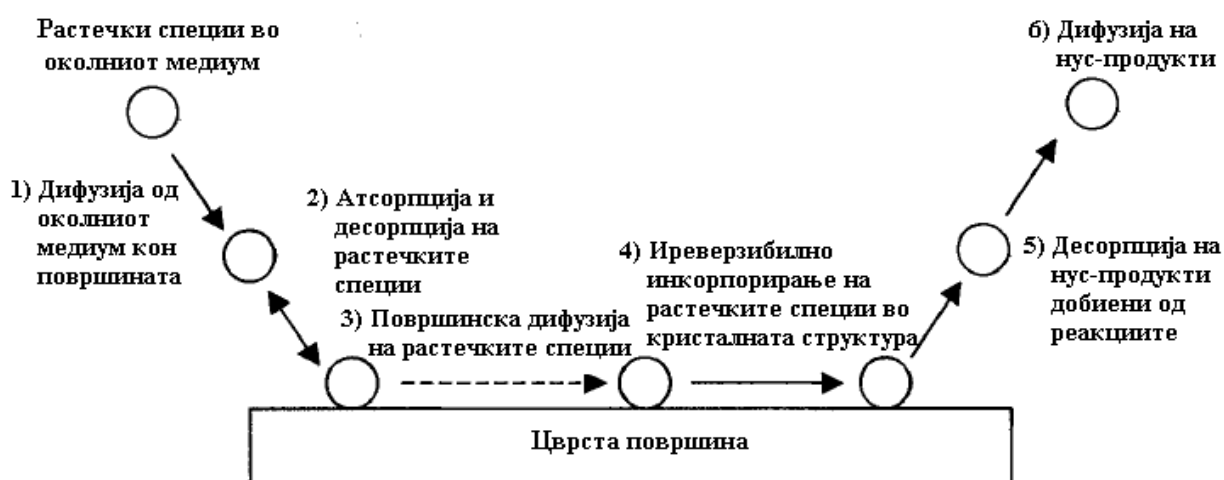 Растечки специи во
околниот медиум
1) Дифузија од
околниот
медиум кон
површината
2) Атсорпција и
десорпција на
растечките
специи
3) Површинска дифузија
на растечките специи
4) Иреверзибилно
инкорпорирање на
растечките специи во
кристалната структура
5) Десорпција на
нус-продукти
добиени од
реакциите
6) Дифузија на
нус-продукти
Цврста површина